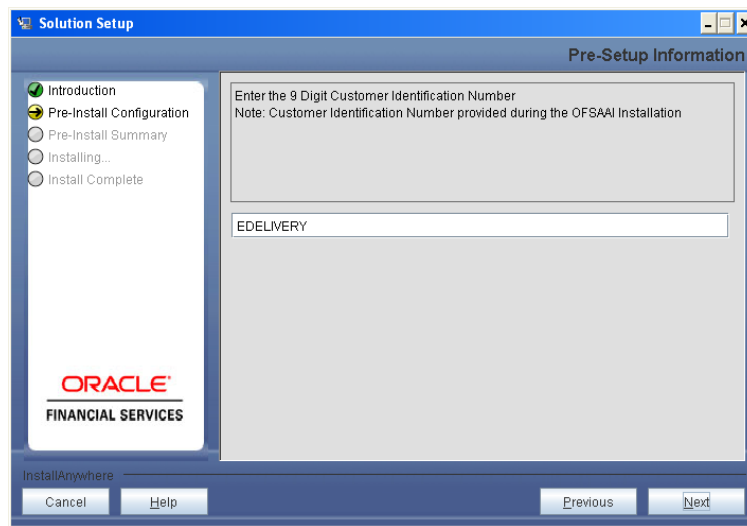 Solution Setup
Pre-Setup Information
Introduction
Pre-Install Configuration
Pre-Install Summary
Installing...
Install Complete
Enter the 9 Digit Customer Identification Number
Note: Customer Identification Number provided during the OFSAAI Installation
EDELIVERY
ORACLE
FINANCIAL SERVICES
InstallAnywhere
Cancel
Help
Previous
Next